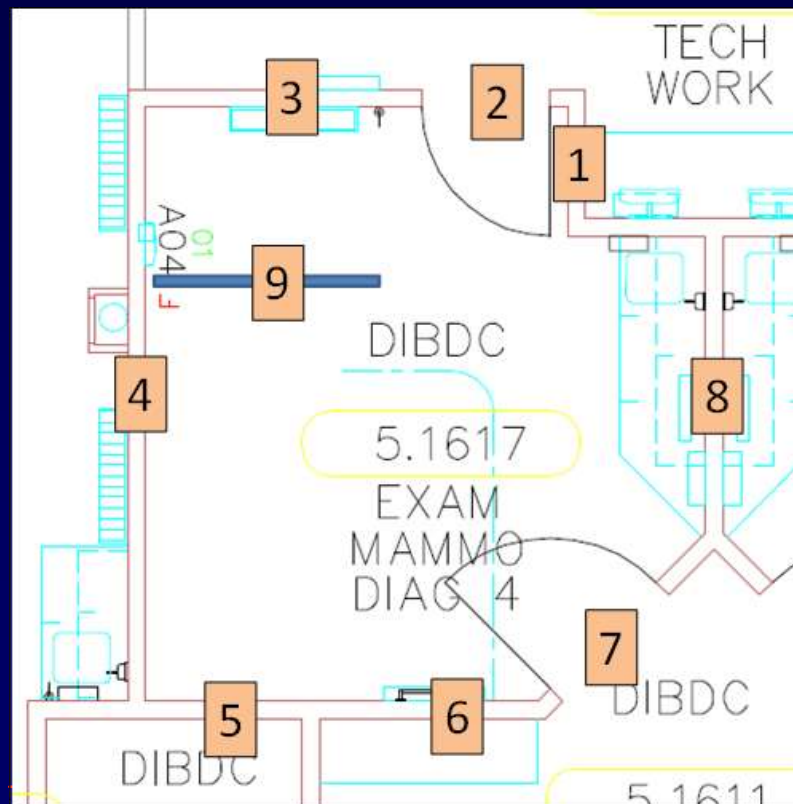 TECH
WORK
3
2
1
A04
01
F
9
DIBDC
4
8
5.1617
EXAM
MAMMO
DIAG 4
7
DIBDC
5
6
DIBDC
5.1611